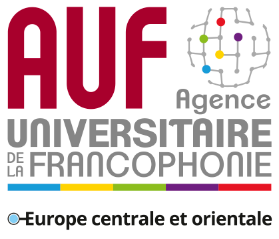 AUF
Agence
UNIVERSITAIRE
DE LA FRANCOPHONIE
Europe centrale et orientale